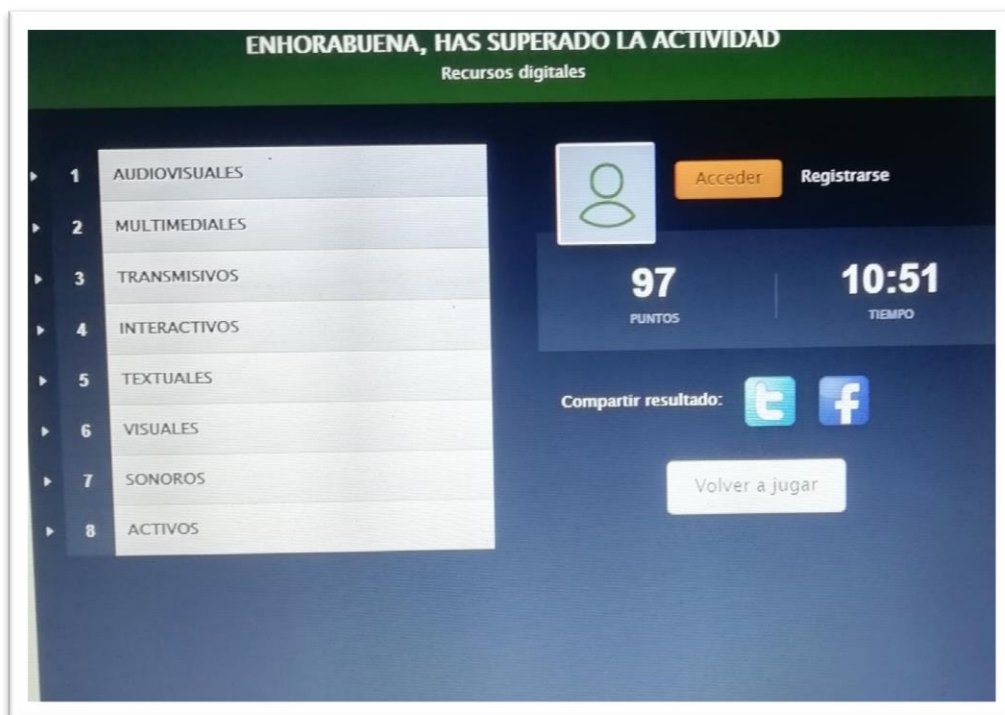 ENHORABUENA, HAS SUPERADO LA ACTIVIDAD
Recursos digitales
1 AUDIOVISUALES
2 MULTIMEDIALES
3 TRANSMISIVOS
4 INTERACTIVOS
5 TEXTUALES
6 VISUALES
7 SONOROS
8 ACTIVOS
Acceder Registrarse
97 10:51
PUNTOS TIEMPO
Compartir resultado:
Volver a jugar